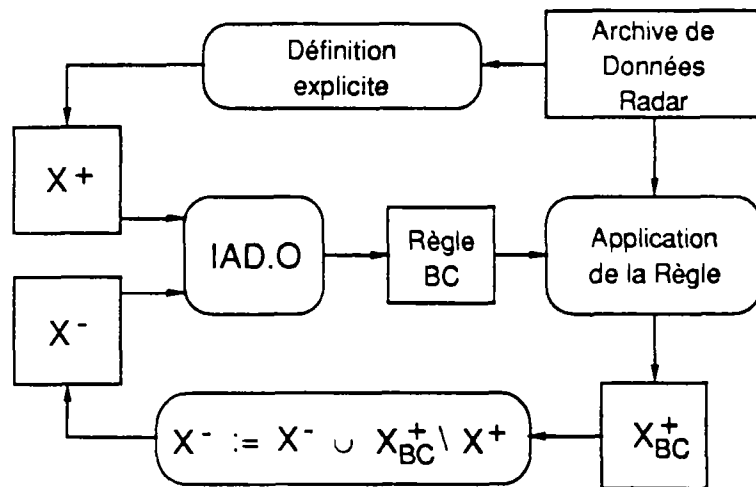 Définition
explicite
Archive de
Données
Radar
X+
IAD.O
Règle
BC
Application
de la Règle
X-
X- := X- ∪ X+BC \ X+
X+BC